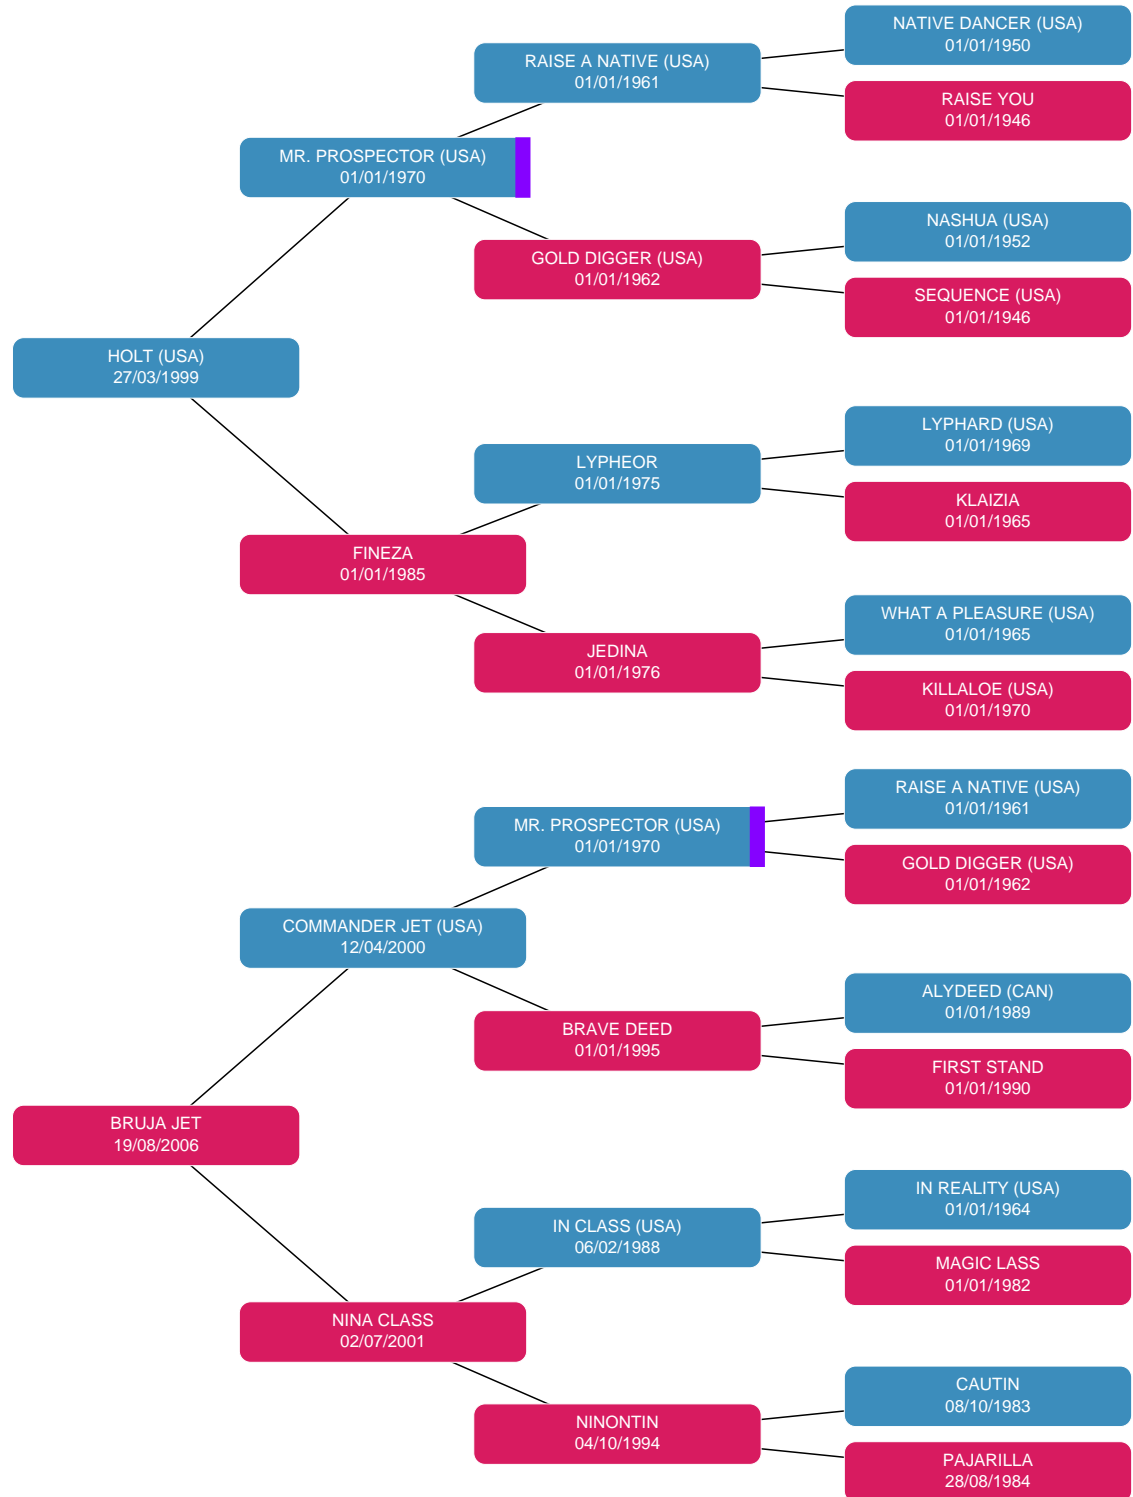 NATIVE DANCER (USA)
01/01/1950
RAISE A NATIVE (USA)
01/01/1961
RAISE YOU
01/01/1946
MR. PROSPECTOR (USA)
01/01/1970
NASHUA (USA)
01/01/1952
GOLD DIGGER (USA)
01/01/1962
SEQUENCE (USA)
01/01/1946
HOLT (USA)
27/03/1999
LYPHARD (USA)
01/01/1969
LYPHEOR
01/01/1975
KLAIZIA
01/01/1965
FINEZA
01/01/1985
WHAT A PLEASURE (USA)
01/01/1965
JEDINA
01/01/1976
KILLALOE (USA)
01/01/1970
RAISE A NATIVE (USA)
01/01/1961
MR. PROSPECTOR (USA)
01/01/1970
GOLD DIGGER (USA)
01/01/1962
COMMANDER JET (USA)
12/04/2000
ALYDEED (CAN)
01/01/1989
BRAVE DEED
01/01/1995
FIRST STAND
01/01/1990
BRUJA JET
19/08/2006
IN REALITY (USA)
01/01/1964
IN CLASS (USA)
06/02/1988
MAGIC LASS
01/01/1982
NINA CLASS
02/07/2001
CAUTIN
08/10/1983
NINONTIN
04/10/1994
PAJARILLA
28/08/1984